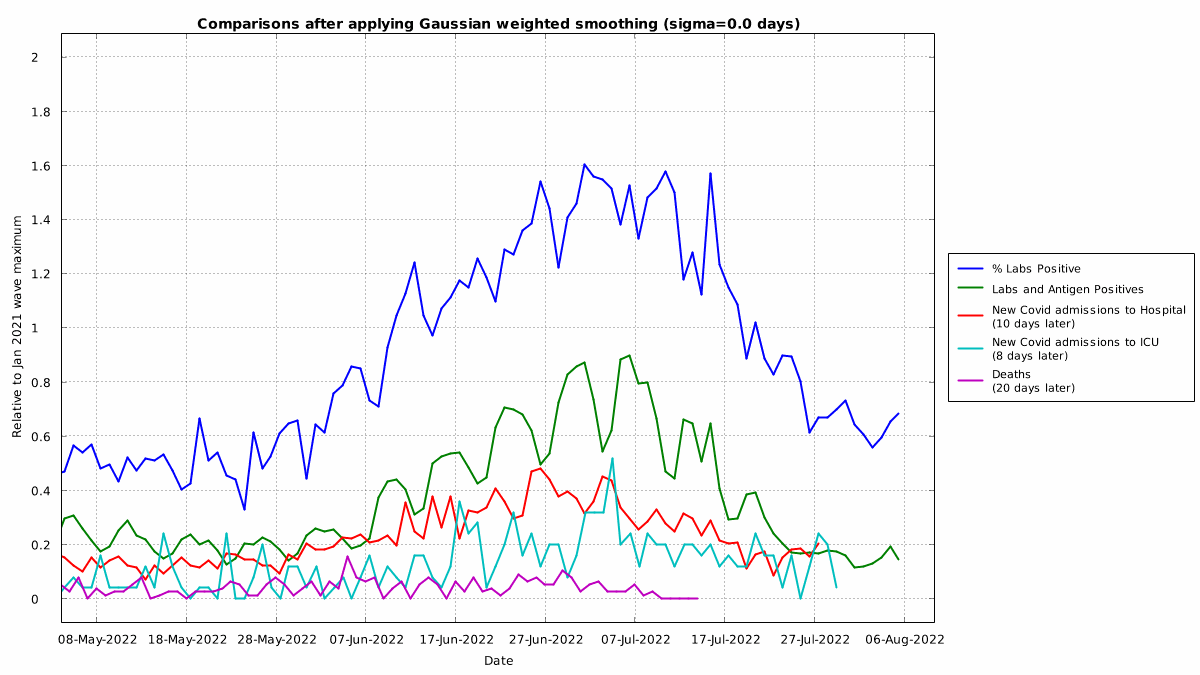 Comparisons after applying Gaussian weighted smoothing (sigma=0.0 days)
Relative to Jan 2021 wave maximum
2
1.8
1.6
1.4
1.2
1
0.8
0.6
0.4
0.2
0
08-May-2022 18-May-2022 28-May-2022 07-Jun-2022 17-Jun-2022 27-Jun-2022 07-Jul-2022 17-Jul-2022 27-Jul-2022 06-Aug-2022
Date
% Labs Positive
Labs and Antigen Positives
New Covid admissions to Hospital
(10 days later)
New Covid admissions to ICU
(8 days later)
Deaths
(20 days later)